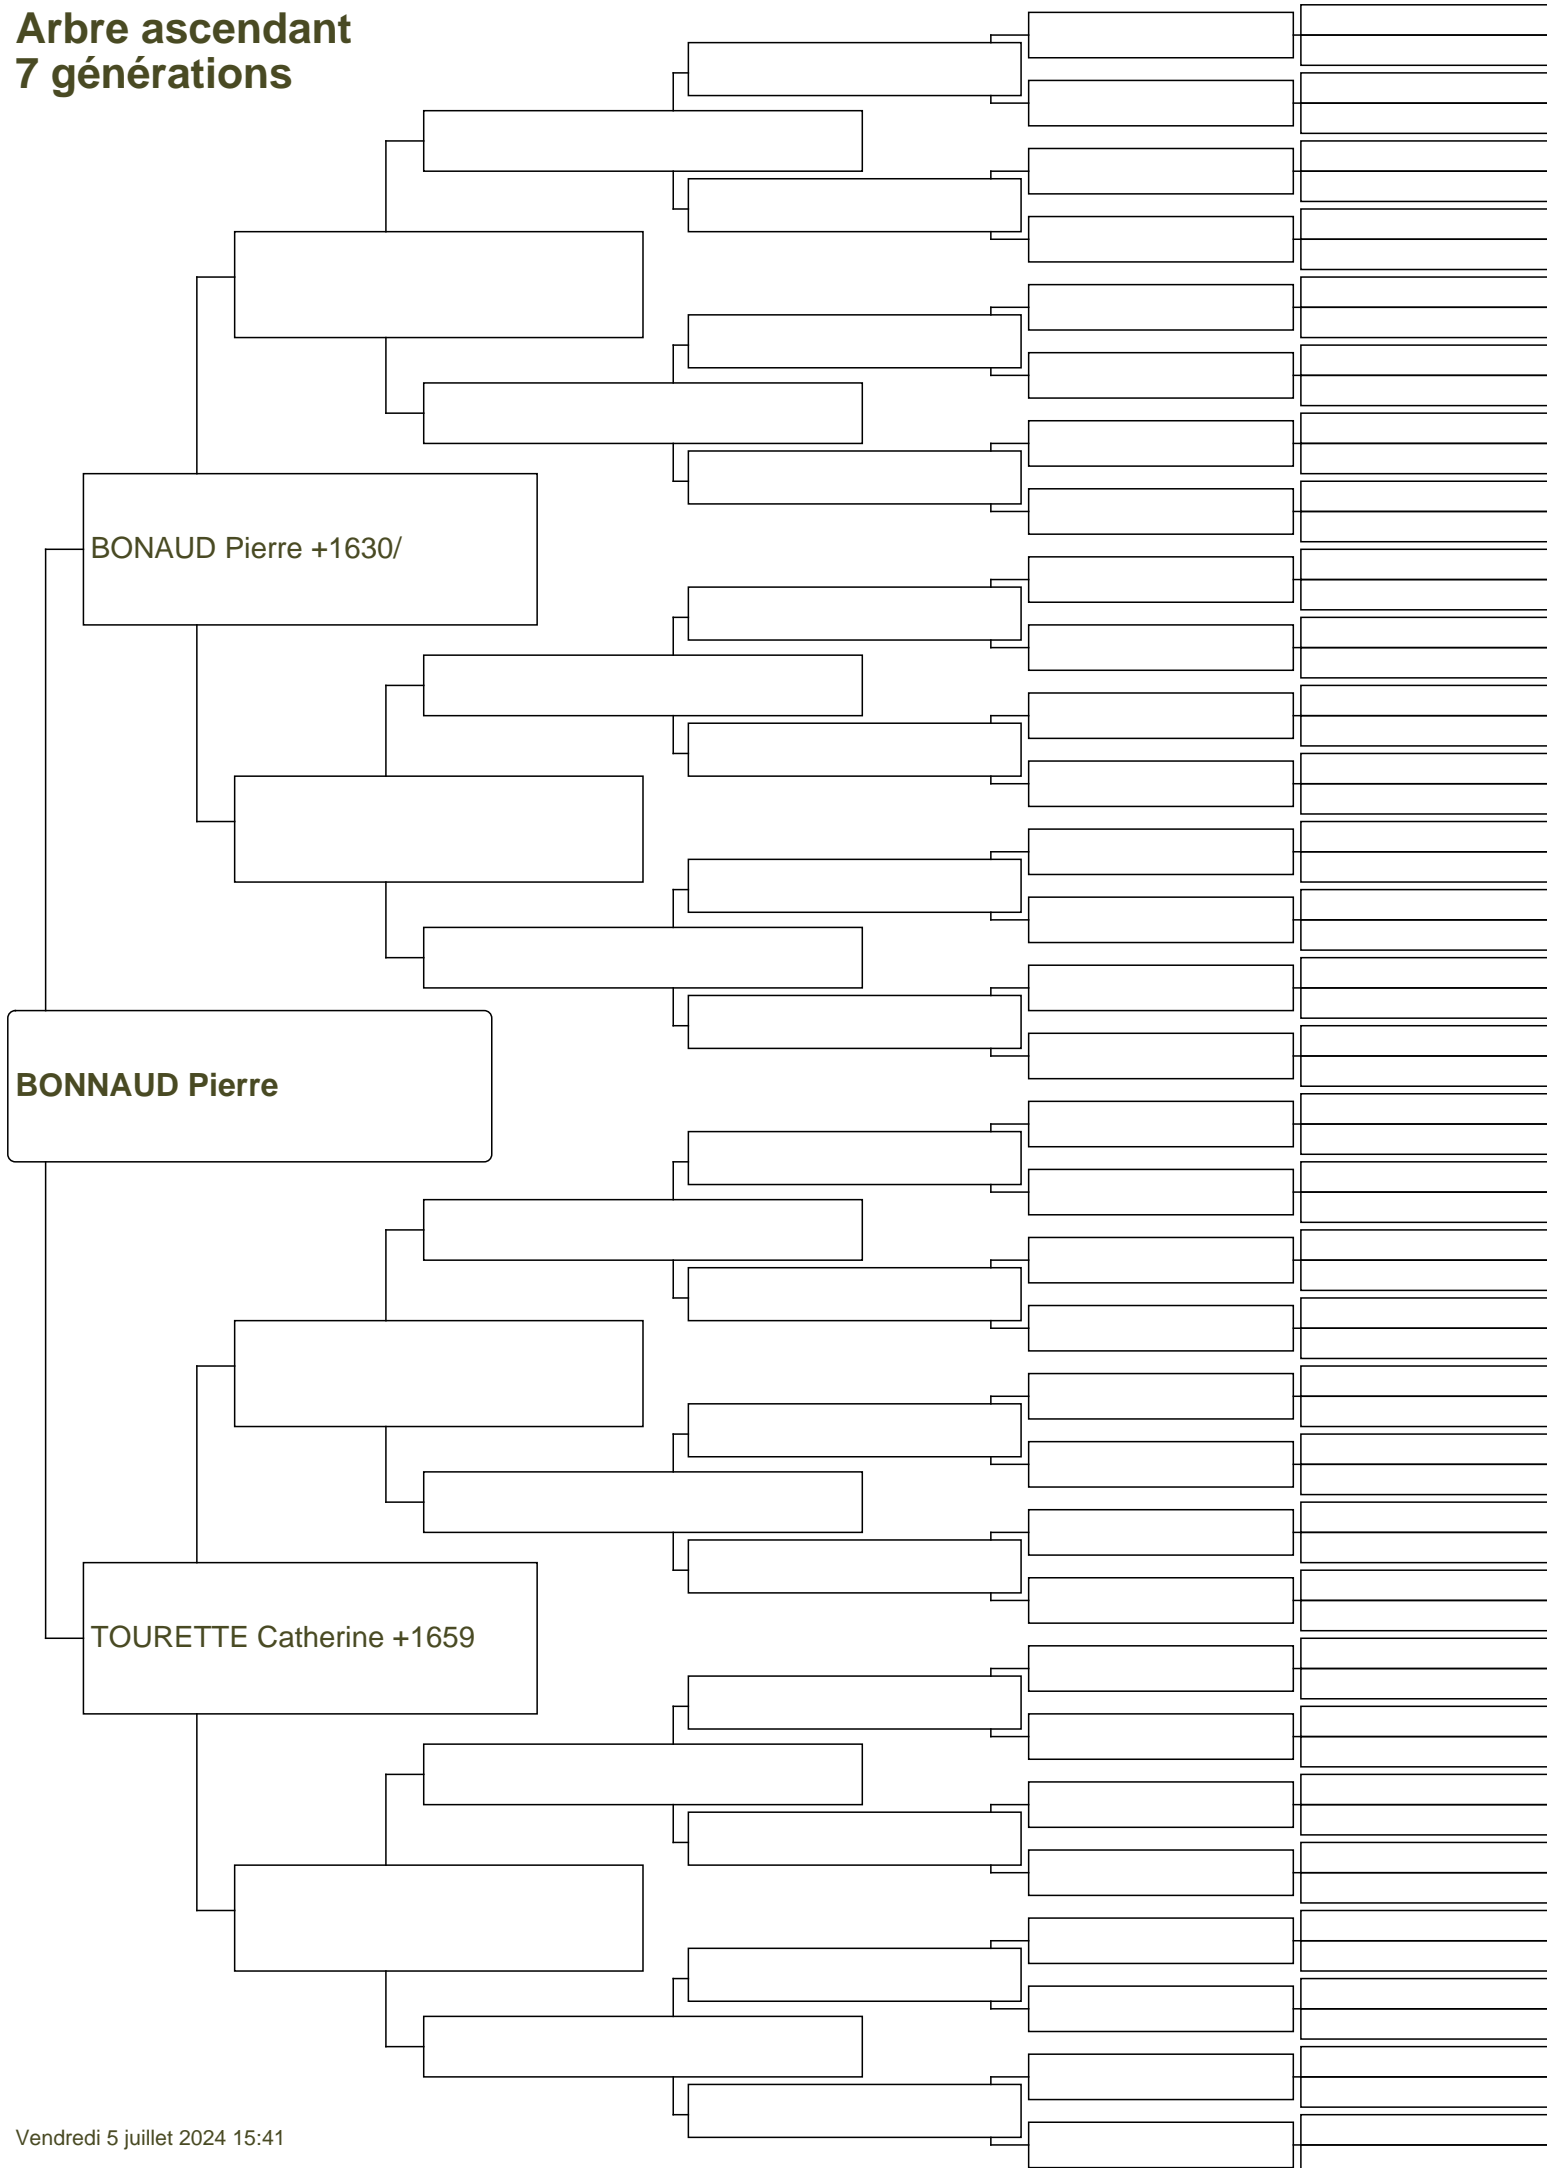 Arbre ascendant
7 générations
BONAUD Pierre +1630/
BONNAUD Pierre
TOURETTE Catherine +1659
Vendredi 5 juillet 2024 15:41